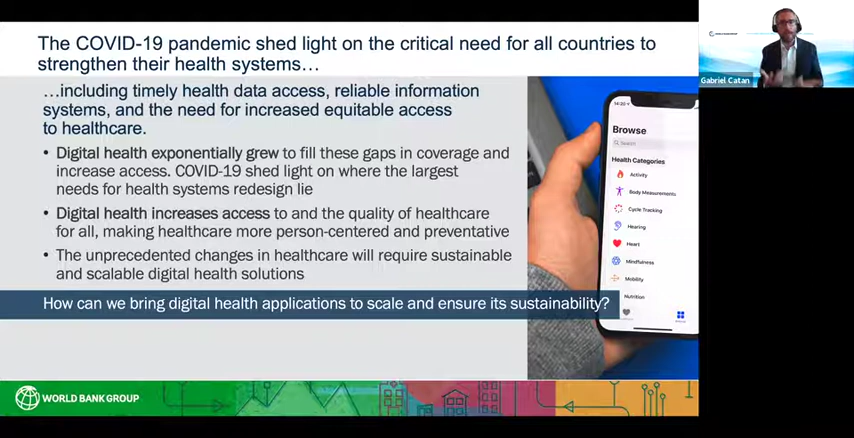 The COVID-19 pandemic shed light on the critical need for all countries to
strengthen their health systems…
…including timely health data access, reliable information
systems, and the need for increased equitable access
to healthcare.
• Digital health exponentially grew to fill these gaps in coverage and
increase access. COVID-19 shed light on where the largest
needs for health systems redesign lie
• Digital health increases access to and the quality of healthcare
for all, making healthcare more person-centered and preventative
• The unprecedented changes in healthcare will require sustainable
and scalable digital health solutions
How can we bring digital health applications to scale and ensure its sustainability?
14:20
Browse
Search
Health Categories
Activity
Body Measurements
Cycle Tracking
Hearing
Heart
Mindfulness
Mobility
Nutrition
WORLD BANK GROUP
WORLD BANK GROUP
Gabriel Catan